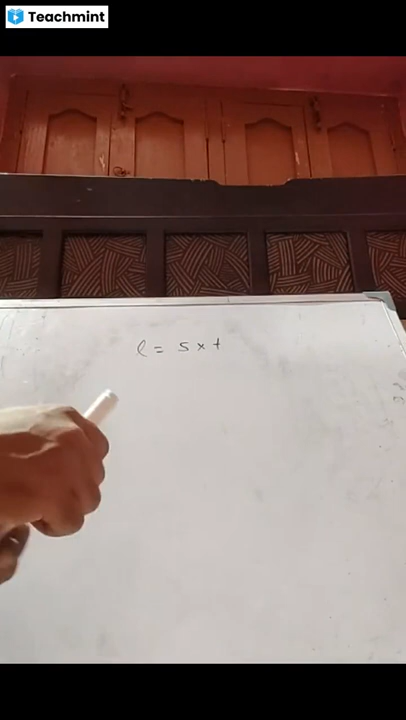 Teachmint
l = s x t